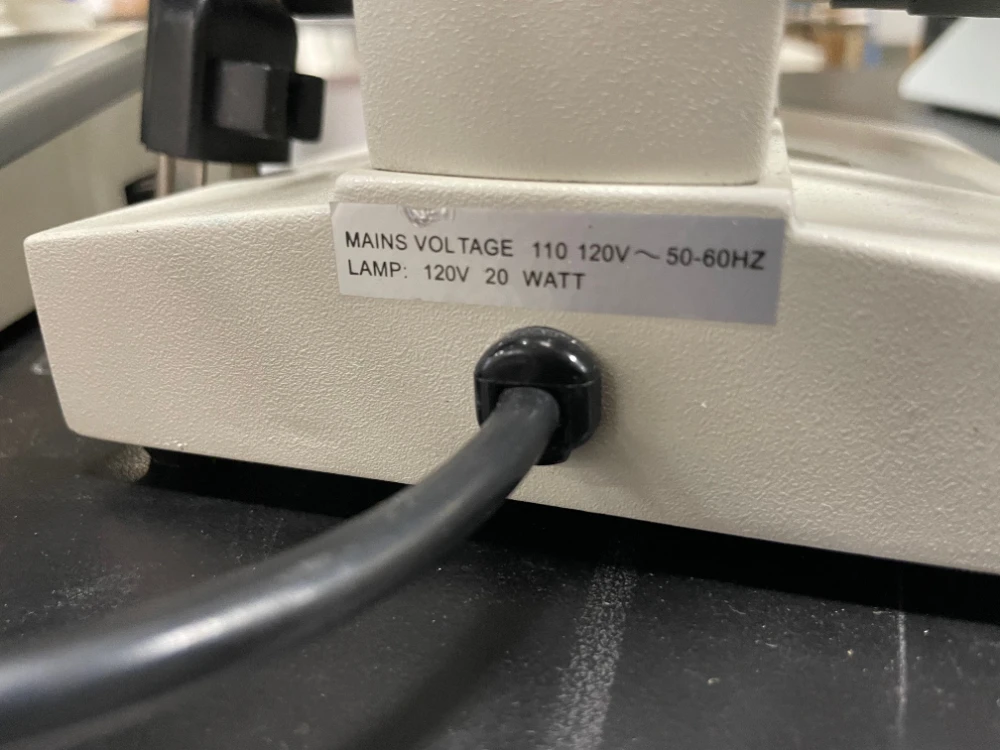 MAINS VOLTAGE 110 120V～50-60HZ
LAMP: 120V 20 WATT